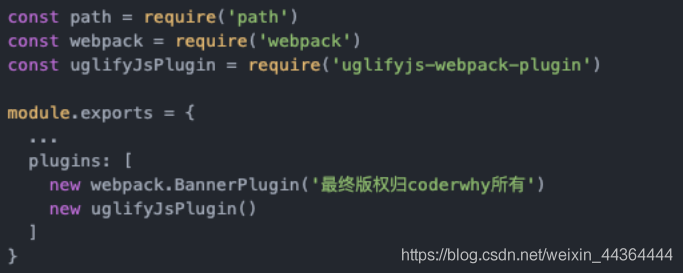 const path = require('path')
const webpack = require('webpack')
const uglifyJsPlugin = require('uglifyjs-webpack-plugin')
module.exports = {
...
plugins: [
new webpack.BannerPlugin('最终版权归coderwhy所有')
new uglifyJsPlugin()
]
}
https://blog.csdn.net/weixin_44364444